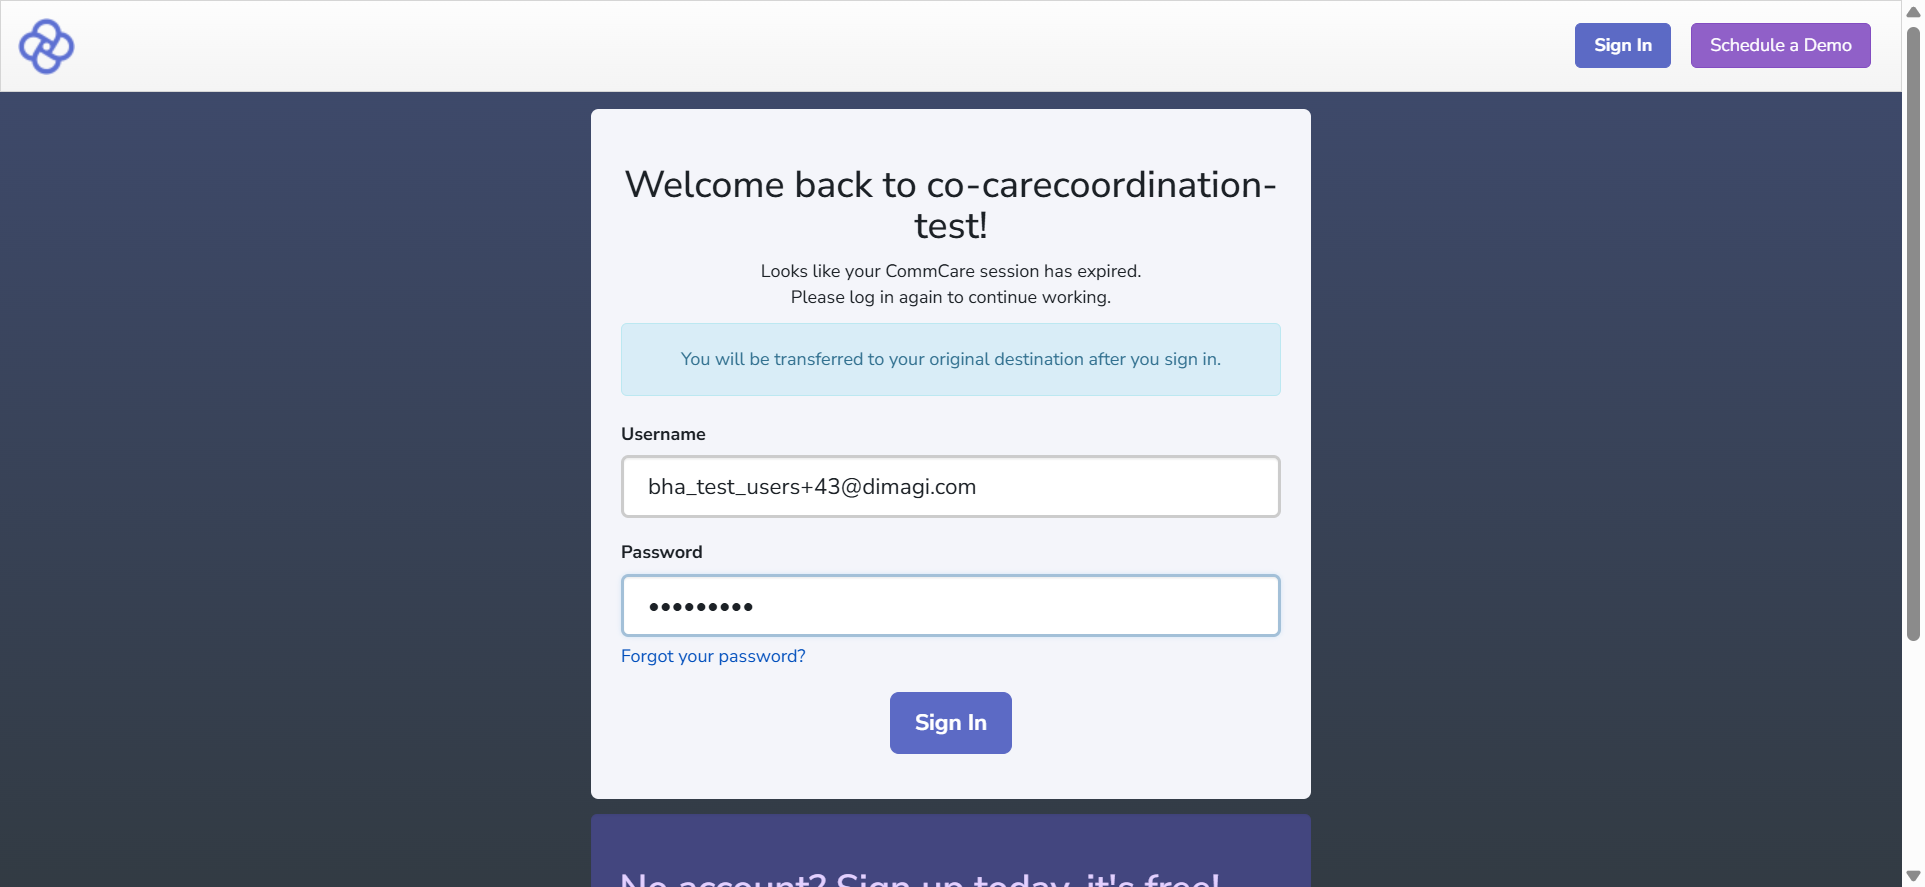 Sign In
Schedule a Demo
Welcome back to co-carecoordination-
test!
Looks like your CommCare session has expired.
Please log in again to continue working.
You will be transferred to your original destination after you sign in.
Username
bha_test_users+43@dimagi.com
Password
•••••••••
Forgot your password?
Sign In
No account? Sign up today, it's free!